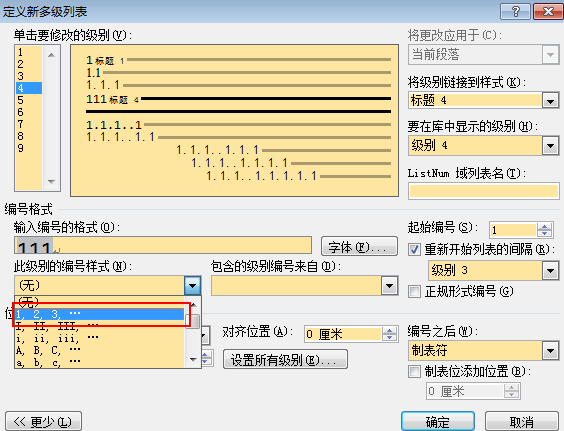 定义新多级列表
单击要修改的级别(V):
1
2
3
4
5
6
7
8
9
1 标题 1
1.1
1.1.1
111 标题 4
1.1.1..1
1.1.1..1.1
1.1.1..1.1.1
1.1.1..1.1.1.1
1.1.1..1.1.1.1.1
将更改应用于(C):
当前段落
将级别链接到样式(K):
标题 4
要在库中显示的级别(H):
级别 4
ListNum 域列表名(T):
编号格式
输入编号的格式(O):
111.
字体(F)...
起始编号(S):
1
重新开始列表的间隔(R):
级别 3
正规形式编号(G)
此级别的编号样式(N):
(无)
包含的级别编号来自(D):
(无)
1, 2, 3, …
I, II, III, …
i, ii, iii, …
A, B, C, …
a, b, c, …
位
对齐位置(A):
0 厘米
设置所有级别(E)...
编号之后(W):
制表符
制表位添加位置(B):
0 厘米
<< 更少(L)
确定
取消